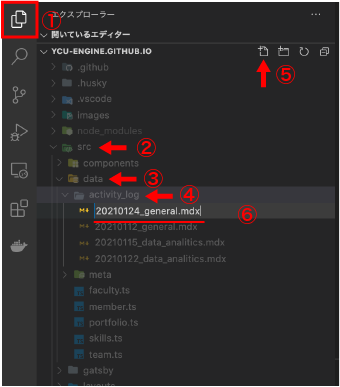 ①
エクスプローラー
···
開いているエディター
YCU-ENGINE.GITHUB.IO
⑤
.github
.husky
.vscode
images
node_modules
src ②
components
data ③
activity_log ④
20210124_general.mdx ⑥
20210112_general.mdx
20210115_data_analitics.mdx
20210122_data_analitics.mdx
meta
faculty.ts
member.ts
portfolio.ts
skills.ts
team.ts
gatsby
layouts